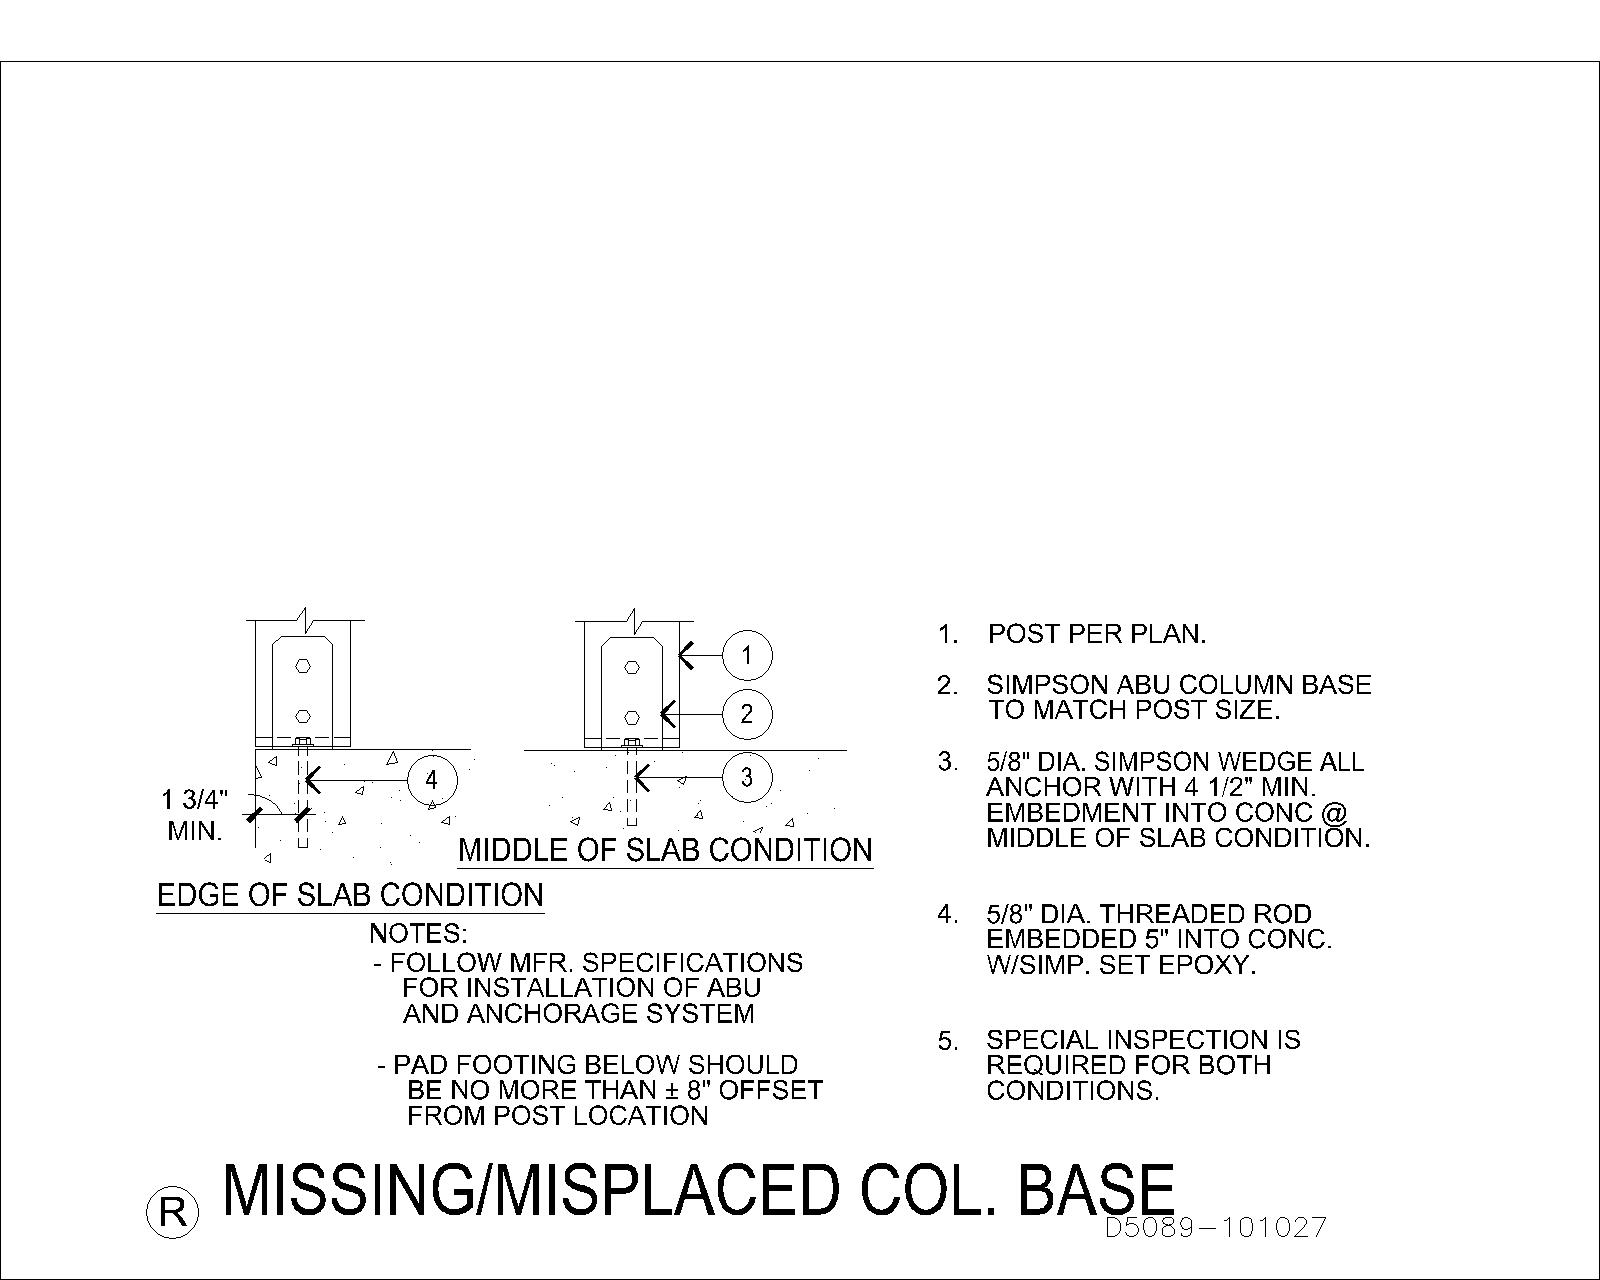 1
2
3
4
1 3/4"
MIN.
MIDDLE OF SLAB CONDITION
EDGE OF SLAB CONDITION
NOTES:
- FOLLOW MFR. SPECIFICATIONS
FOR INSTALLATION OF ABU
AND ANCHORAGE SYSTEM
- PAD FOOTING BELOW SHOULD
BE NO MORE THAN ± 8" OFFSET
FROM POST LOCATION
1. POST PER PLAN.
2. SIMPSON ABU COLUMN BASE
TO MATCH POST SIZE.
3. 5/8" DIA. SIMPSON WEDGE ALL
ANCHOR WITH 4 1/2" MIN.
EMBEDMENT INTO CONC @
MIDDLE OF SLAB CONDITION.
4. 5/8" DIA. THREADED ROD
EMBEDDED 5" INTO CONC.
W/SIMP. SET EPOXY.
5. SPECIAL INSPECTION IS
REQUIRED FOR BOTH
CONDITIONS.
R MISSING/MISPLACED COL. BASE
D5089-101027